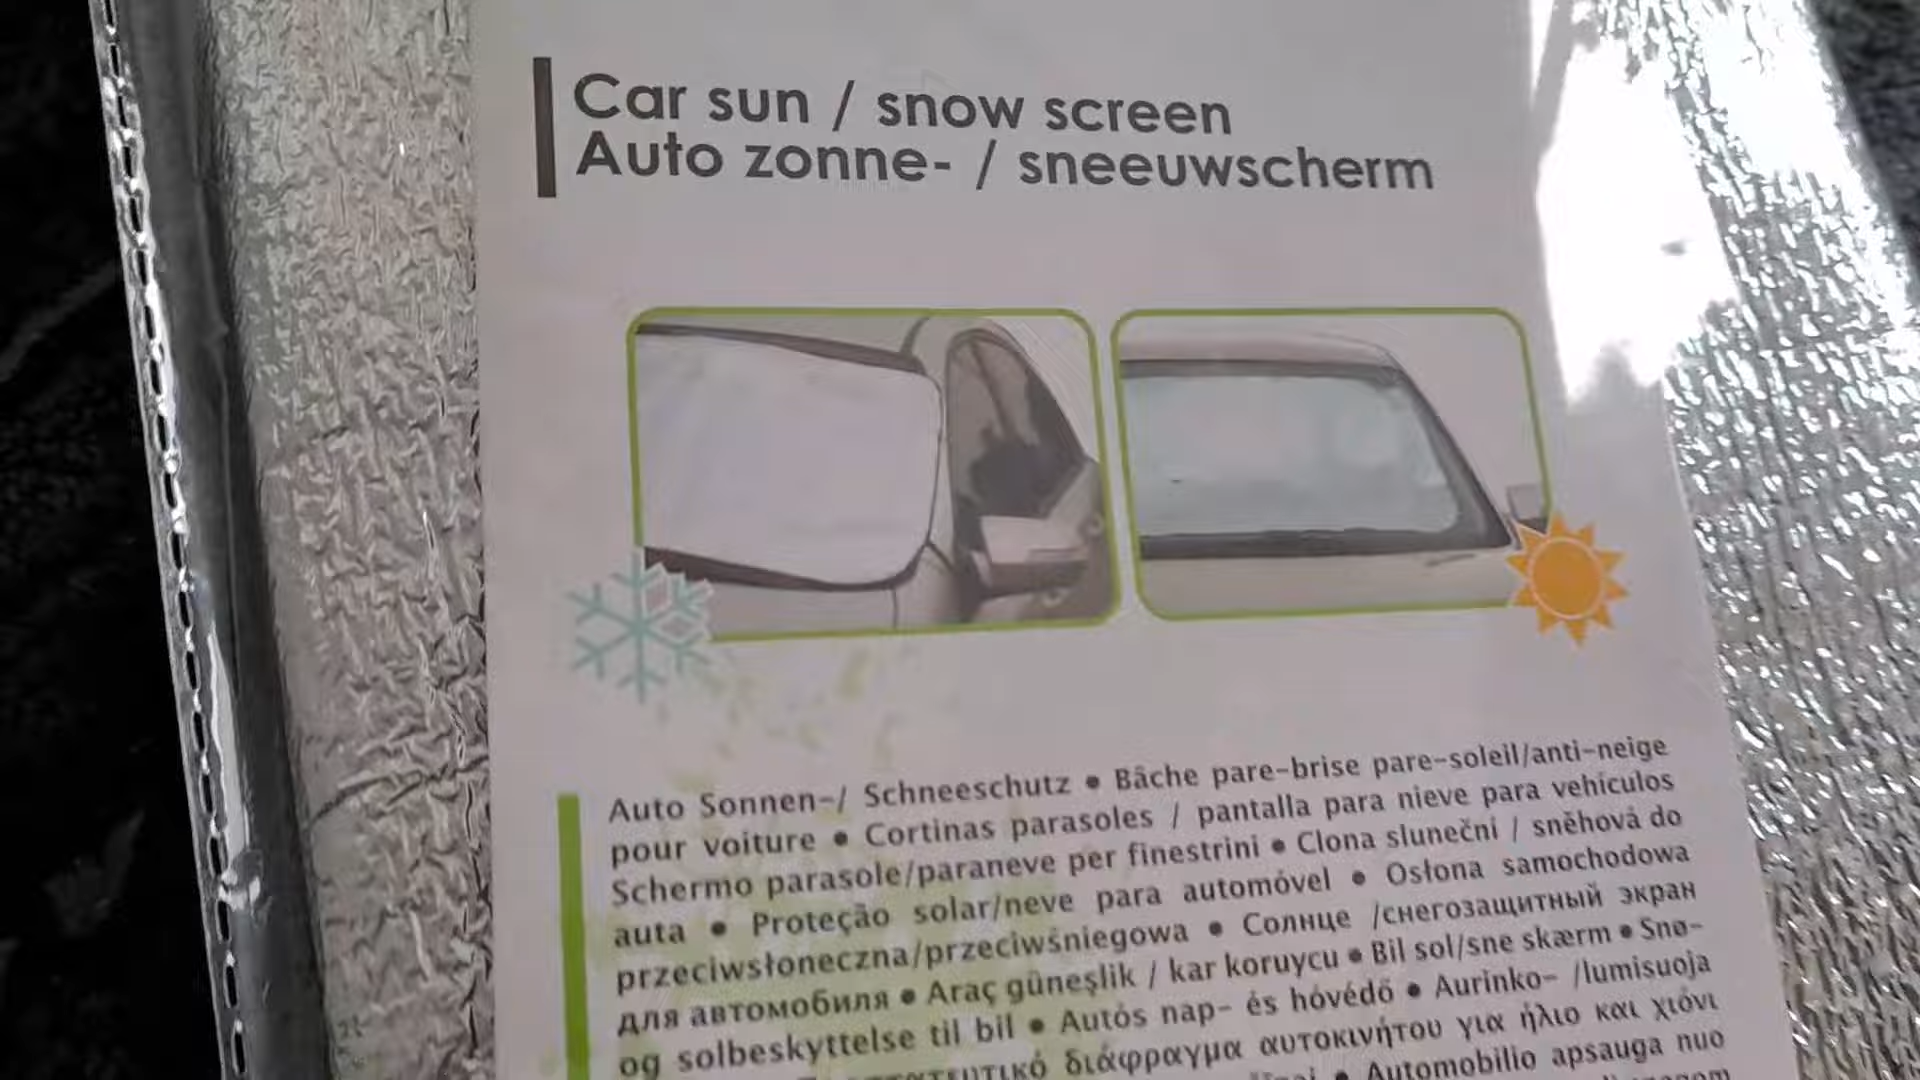 Car sun / snow screen
Auto zonne- / sneeuwscherm
Auto Sonnen-/ Schneeschutz • Bâche pare-brise pare-soleil/anti-neige
pour voiture • Cortinas parasoles / pantalla para nieve para vehículos
Schermo parasole/paraneve per finestrini • Clona sluneční / sněhová do
auta • Proteção solar/neve para automóvel • Osłona samochodowa
przeciwsłoneczna/przeciwśniegowa • Солнце /снегозащитный экран
для автомобиля • Araç güneşlik / kar koruycu • Bil sol/sne skærm • Snø-
og solbeskyttelse til bil • Autós nap- és hóvédő • Aurinko- /lumisuoja
διάφραγμα αυτοκινήτου για ήλιο και χιόνι
• Automobilio apsauga nuo